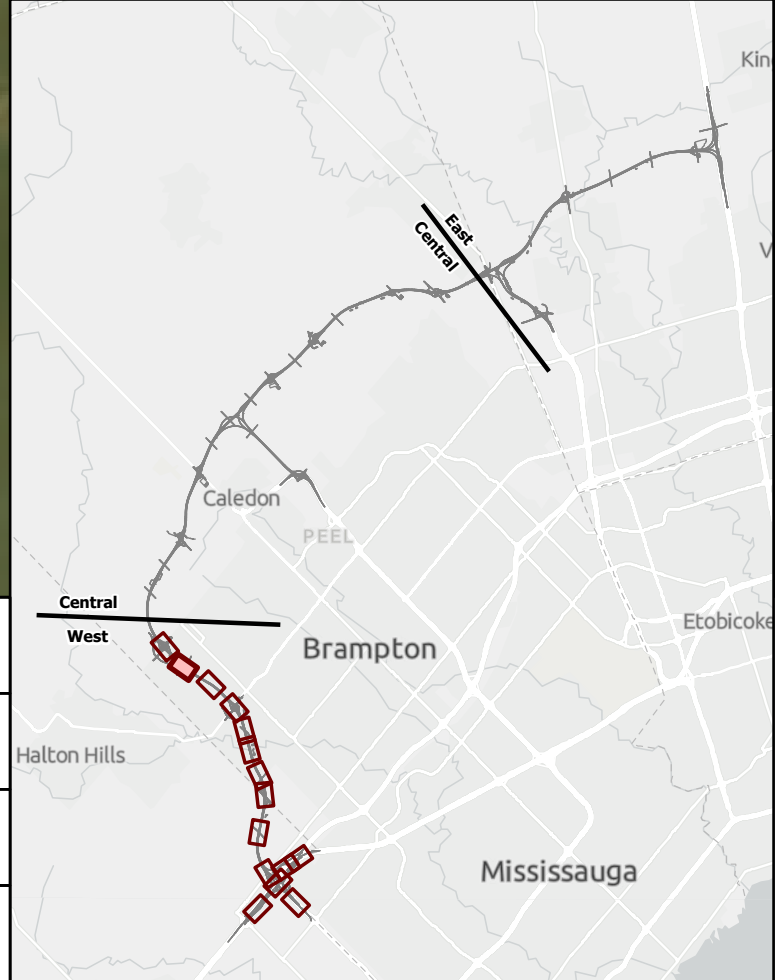 Kin
East
Central
V
Caledon
PEEL
Central
West
Etobicoke
Brampton
Halton Hills
Mississauga